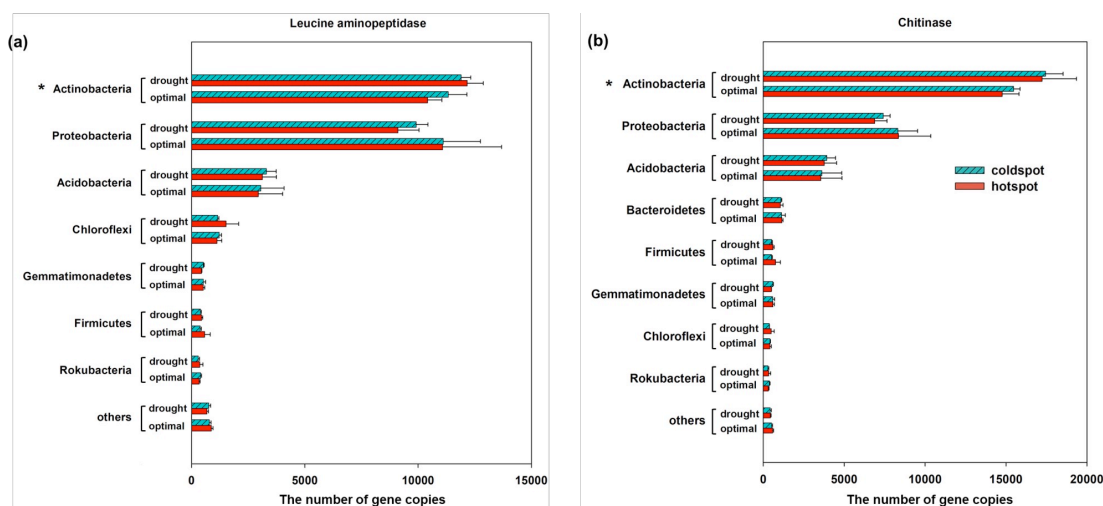 (a)
Leucine aminopeptidase
* Actinobacteria
drought
optimal
Proteobacteria
drought
optimal
Acidobacteria
drought
optimal
Chloroflexi
drought
optimal
Gemmatimonadetes
drought
optimal
Firmicutes
drought
optimal
Rokubacteria
drought
optimal
others
drought
optimal
0 5000 10000 15000
The number of gene copies
(b)
Chitinase
* Actinobacteria
drought
optimal
Proteobacteria
drought
optimal
Acidobacteria
drought
optimal
Bacteroidetes
drought
optimal
Firmicutes
drought
optimal
Gemmatimonadetes
drought
optimal
Chloroflexi
drought
optimal
Rokubacteria
drought
optimal
others
drought
optimal
coldspot
hotspot
0 5000 10000 15000 20000
The number of gene copies